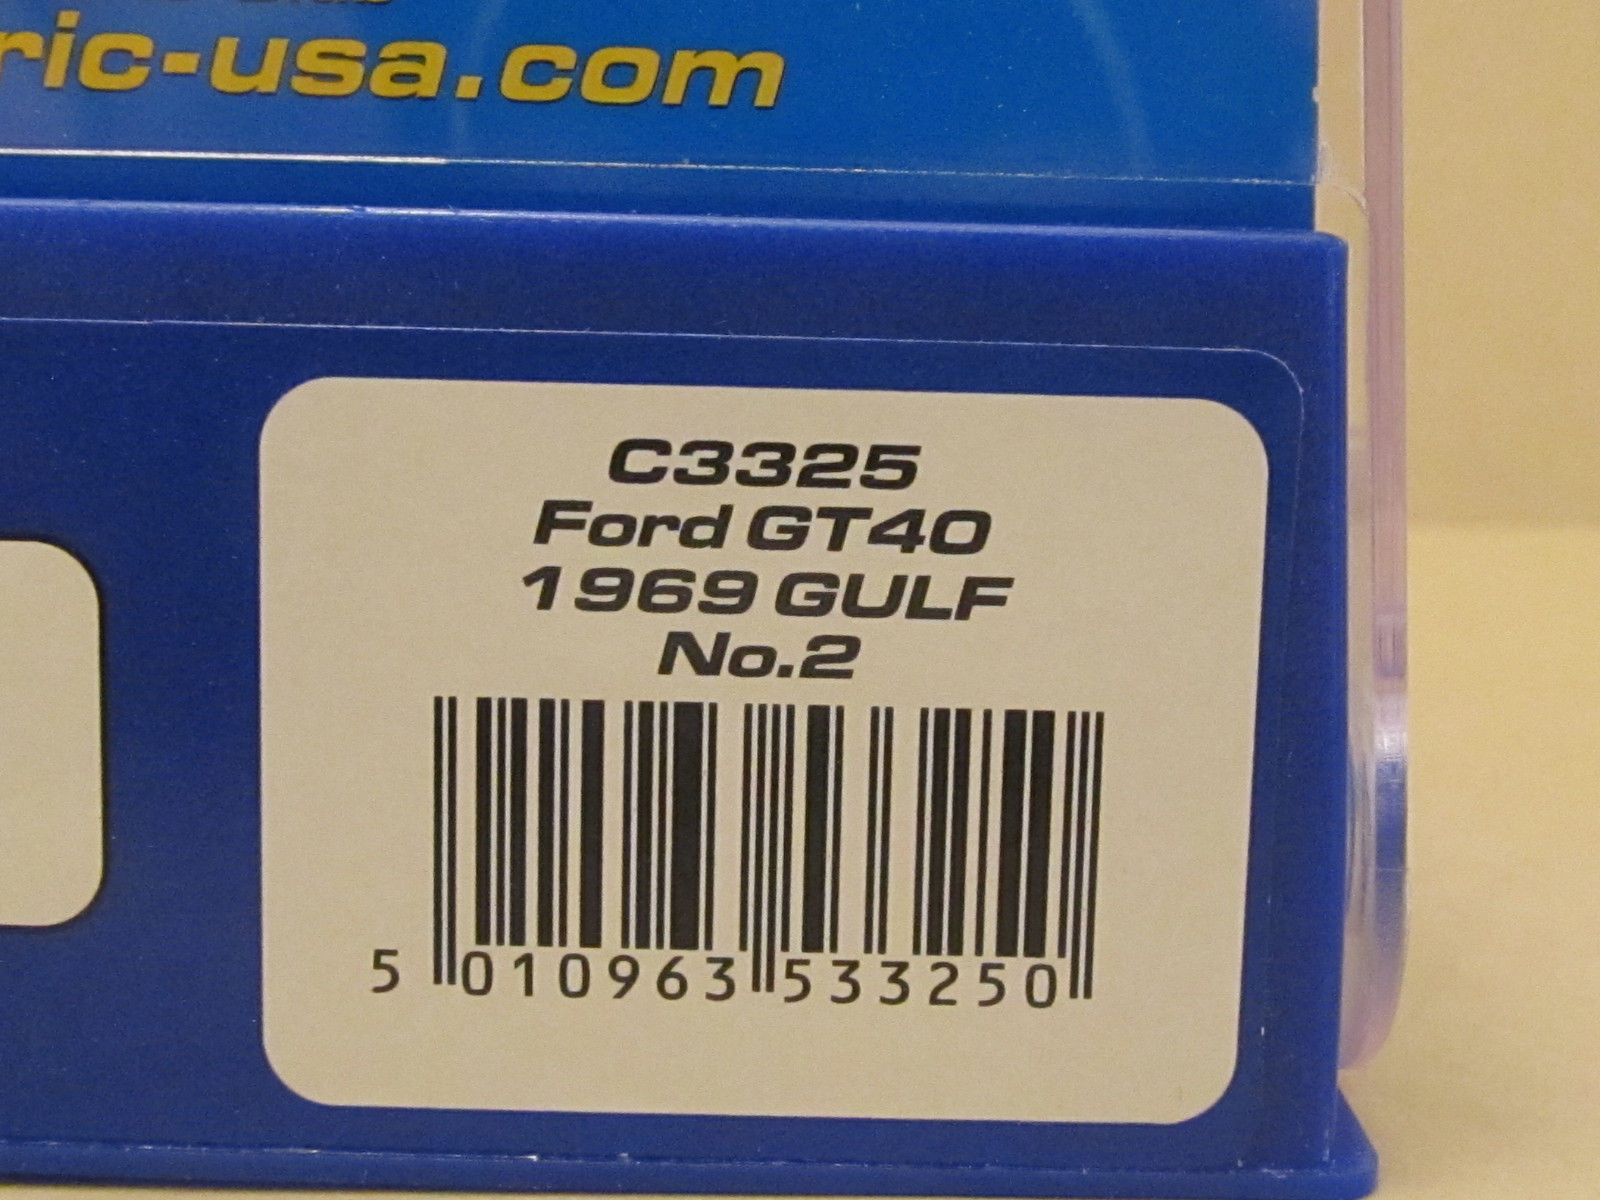 ric-usa.com
C3325
Ford GT40
1969 GULF
No.2
5 010963 533250